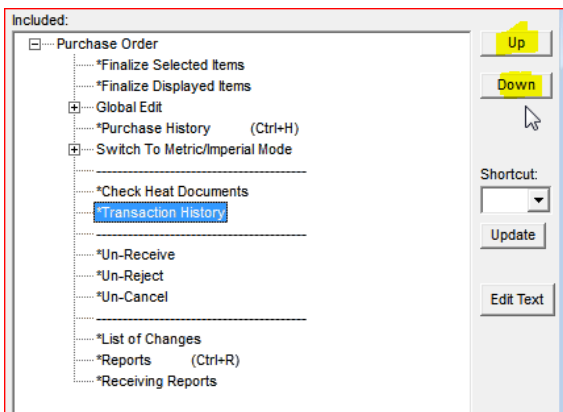 Included:
Purchase Order
*Finalize Selected Items
*Finalize Displayed Items
Global Edit
*Purchase History (Ctrl+H)
Switch To Metric/Imperial Mode
*Check Heat Documents
*Transaction History
*Un-Receive
*Un-Reject
*Un-Cancel
*List of Changes
*Reports (Ctrl+R)
*Receiving Reports
Up
Down
Shortcut:
Update
Edit Text